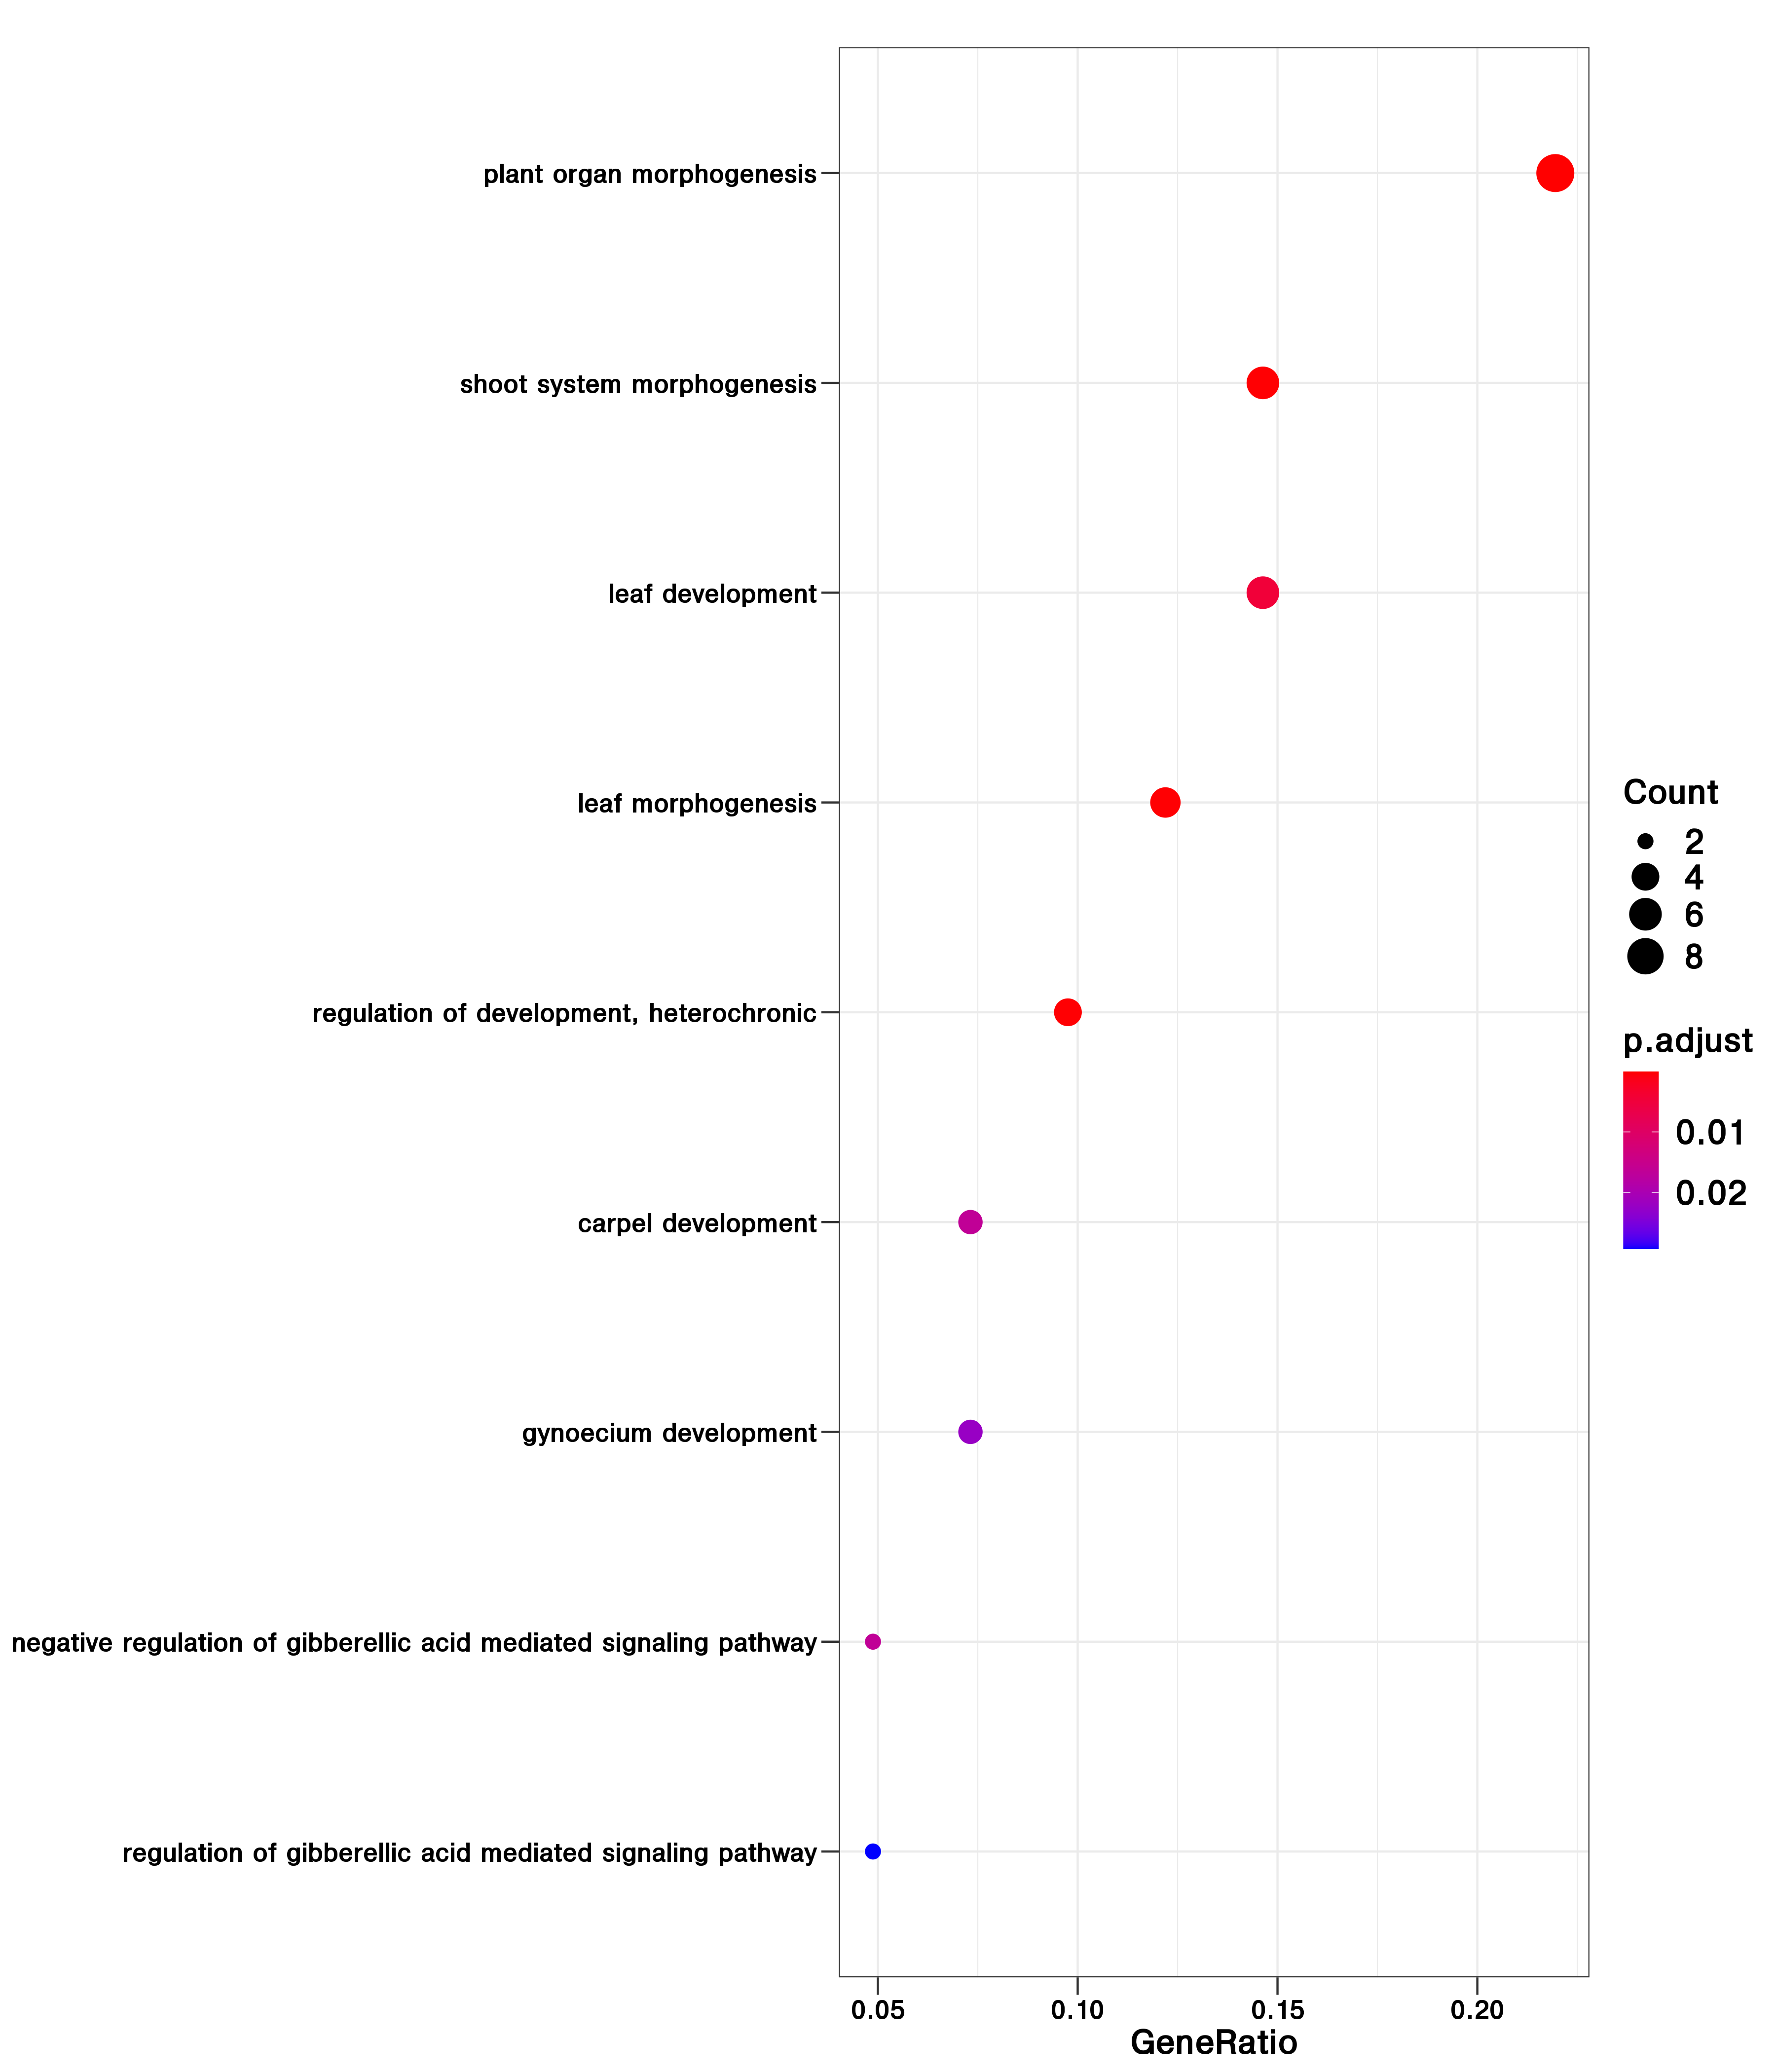 plant organ morphogenesis
shoot system morphogenesis
leaf development
leaf morphogenesis
regulation of development, heterochronic
carpel development
gynoecium development
negative regulation of gibberellic acid mediated signaling pathway
regulation of gibberellic acid mediated signaling pathway
0.05 0.10 0.15 0.20
GeneRatio
Count
2
4
6
8
p.adjust
0.01
0.02